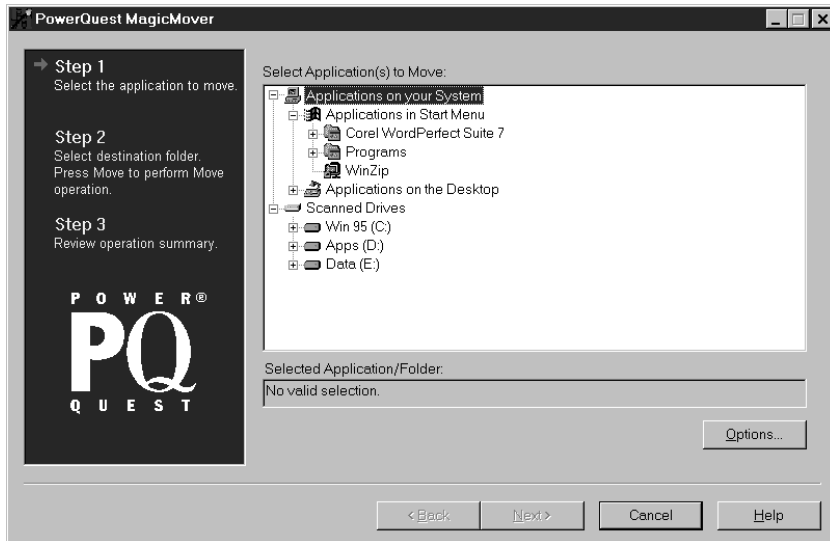 PowerQuest MagicMover
Step 1
Select the application to move.
Step 2
Select destination folder.
Press Move to perform Move
operation.
Step 3
Review operation summary.
POWER®
PQ
QUEST
Select Application(s) to Move:
Applications on your System
Applications in Start Menu
Corel WordPerfect Suite 7
Programs
WinZip
Applications on the Desktop
Scanned Drives
Win 95 (C:)
Apps (D:)
Data (E:)
Selected Application/Folder:
No valid selection.
Options...
< Back
Next >
Cancel
Help